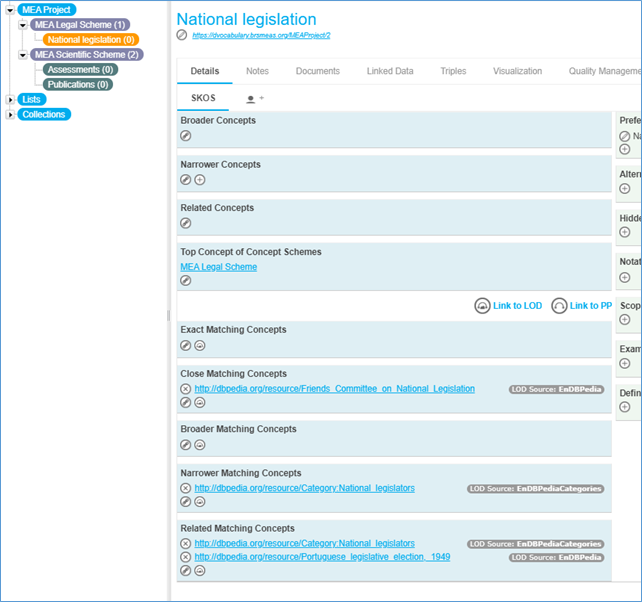 MEA Project
MEA Legal Scheme (1)
National legislation (0)
MEA Scientific Scheme (2)
Assessments (0)
Publications (0)
Lists
Collections
National legislation
https://dvocabulary.brsmeas.org/MEAProject/2
Details Notes Documents Linked Data Triples Visualization Quality Manageme
SKOS +
Broader Concepts
Narrower Concepts
Related Concepts
Top Concept of Concept Schemes
MEA Legal Scheme
Link to LOD Link to PP
Exact Matching Concepts
Close Matching Concepts
http://dbpedia.org/resource/Friends_Committee_on_National_Legislation LOD Source: EnDBPedia
Broader Matching Concepts
Narrower Matching Concepts
http://dbpedia.org/resource/Category:National_legislators LOD Source: EnDBPediaCategories
Related Matching Concepts
http://dbpedia.org/resource/Category:National_legislators LOD Source: EnDBPediaCategories
http://dbpedia.org/resource/Portuguese_legislative_election,_1949 LOD Source: EnDBPedia
Prefe
Na
Altern
Hidde
Notat
Scop
Exam
Defin